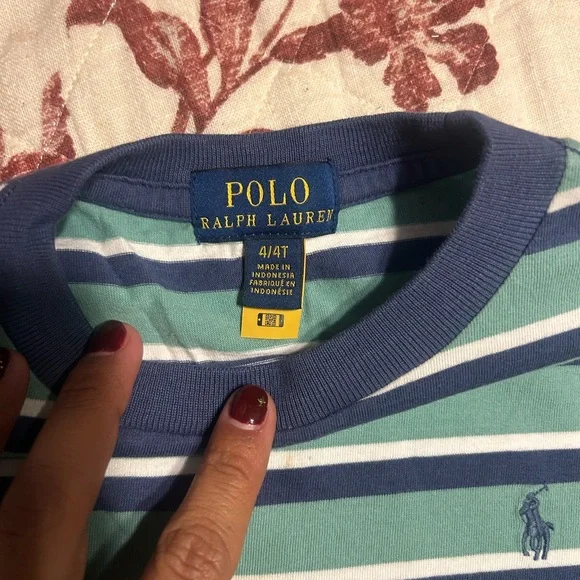 POLO
RALPH LAUREN
4/4T
MADE IN
INDONESIA
FABRIQUÉ EN
INDONÉSIE